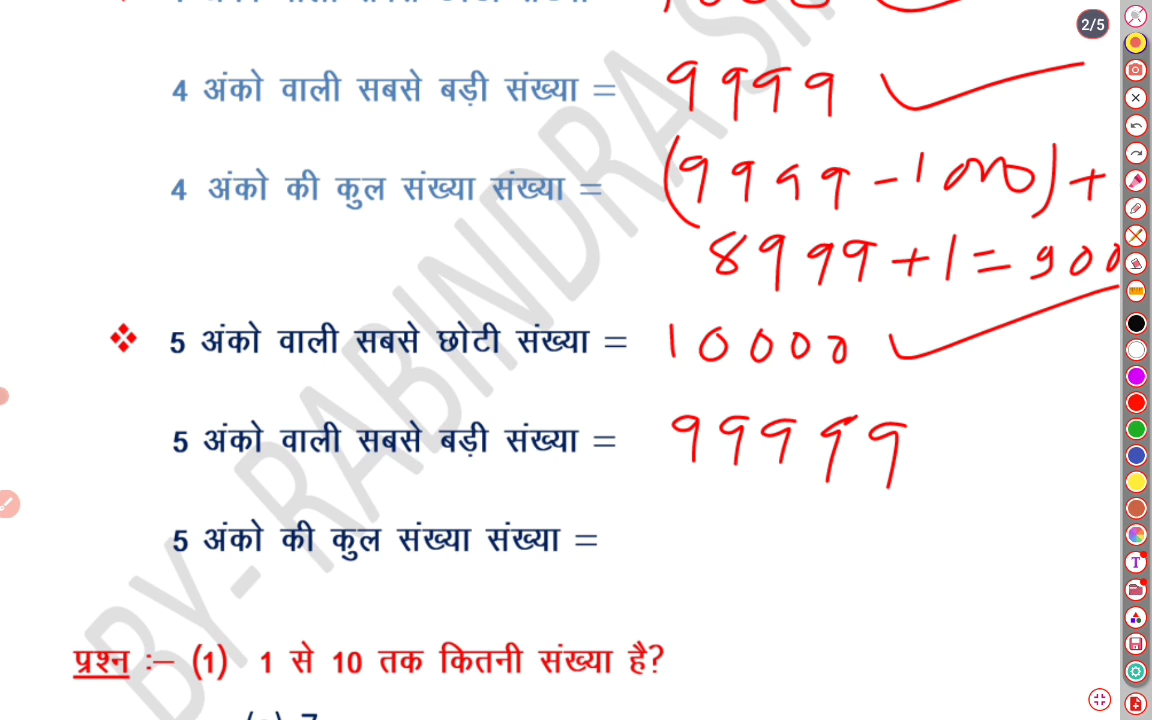 2/5
4 अंको वाली सबसे बड़ी संख्या = 9999
4 अंको की कुल संख्या संख्या = (9999 - 1000) +
8999 + 1 = 900
5 अंको वाली सबसे छोटी संख्या = 10000
5 अंको वाली सबसे बड़ी संख्या = 99999
5 अंको की कुल संख्या संख्या =
प्रश्न :– (1) 1 से 10 तक कितनी संख्या है?
BY- RABINDRA